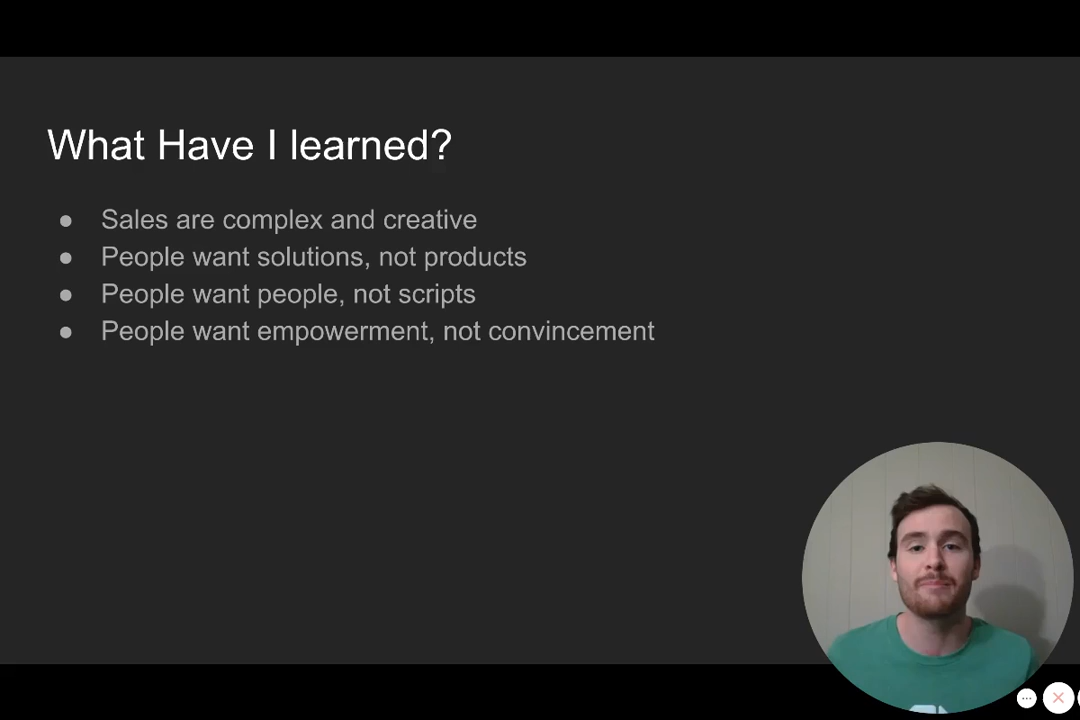 What Have I learned?
● Sales are complex and creative
● People want solutions, not products
● People want people, not scripts
● People want empowerment, not convincement